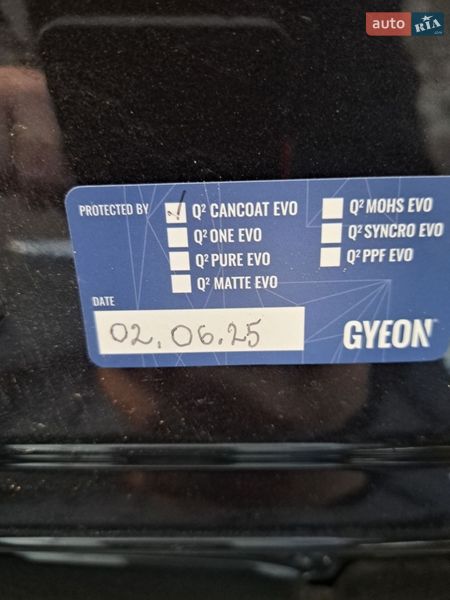 auto RIA
.com
PROTECTED BY
Q² CANCOAT EVO
Q² ONE EVO
Q² PURE EVO
Q² MATTE EVO
Q² MOHS EVO
Q² SYNCRO EVO
Q² PPF EVO
DATE
02.06.25
GYEON